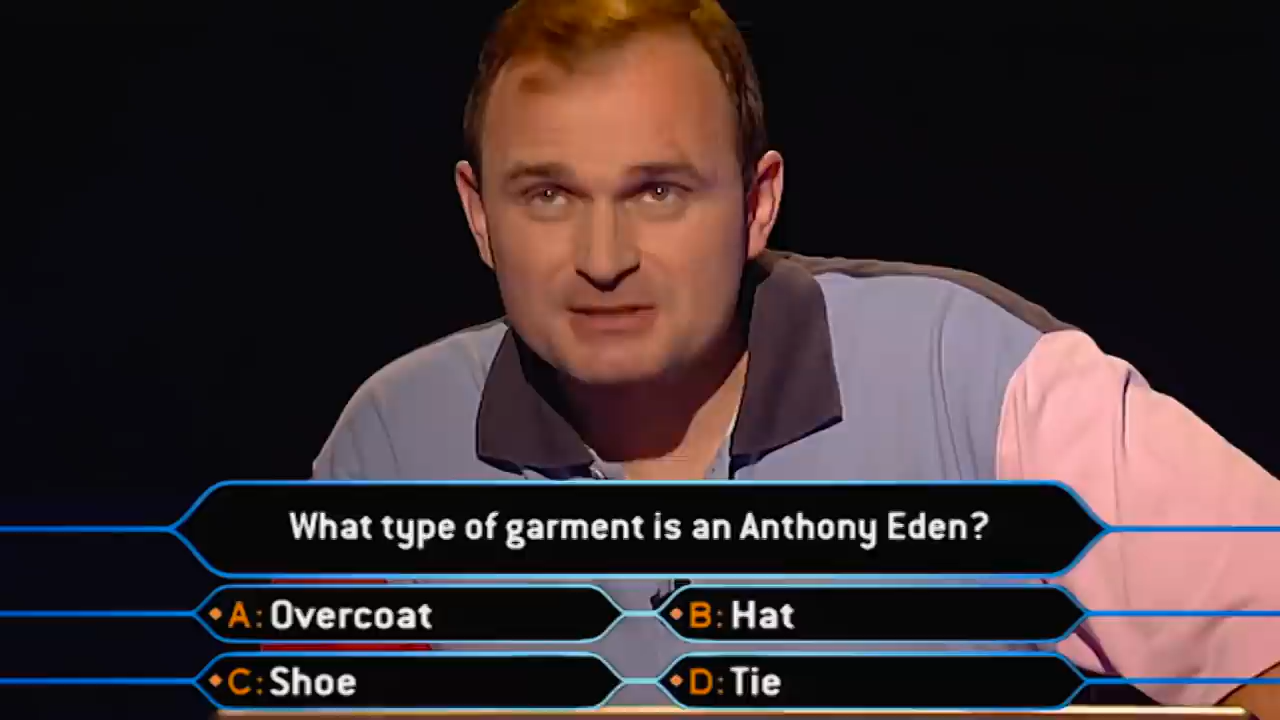 What type of garment is an Anthony Eden?
A: Overcoat
B: Hat
C: Shoe
D: Tie